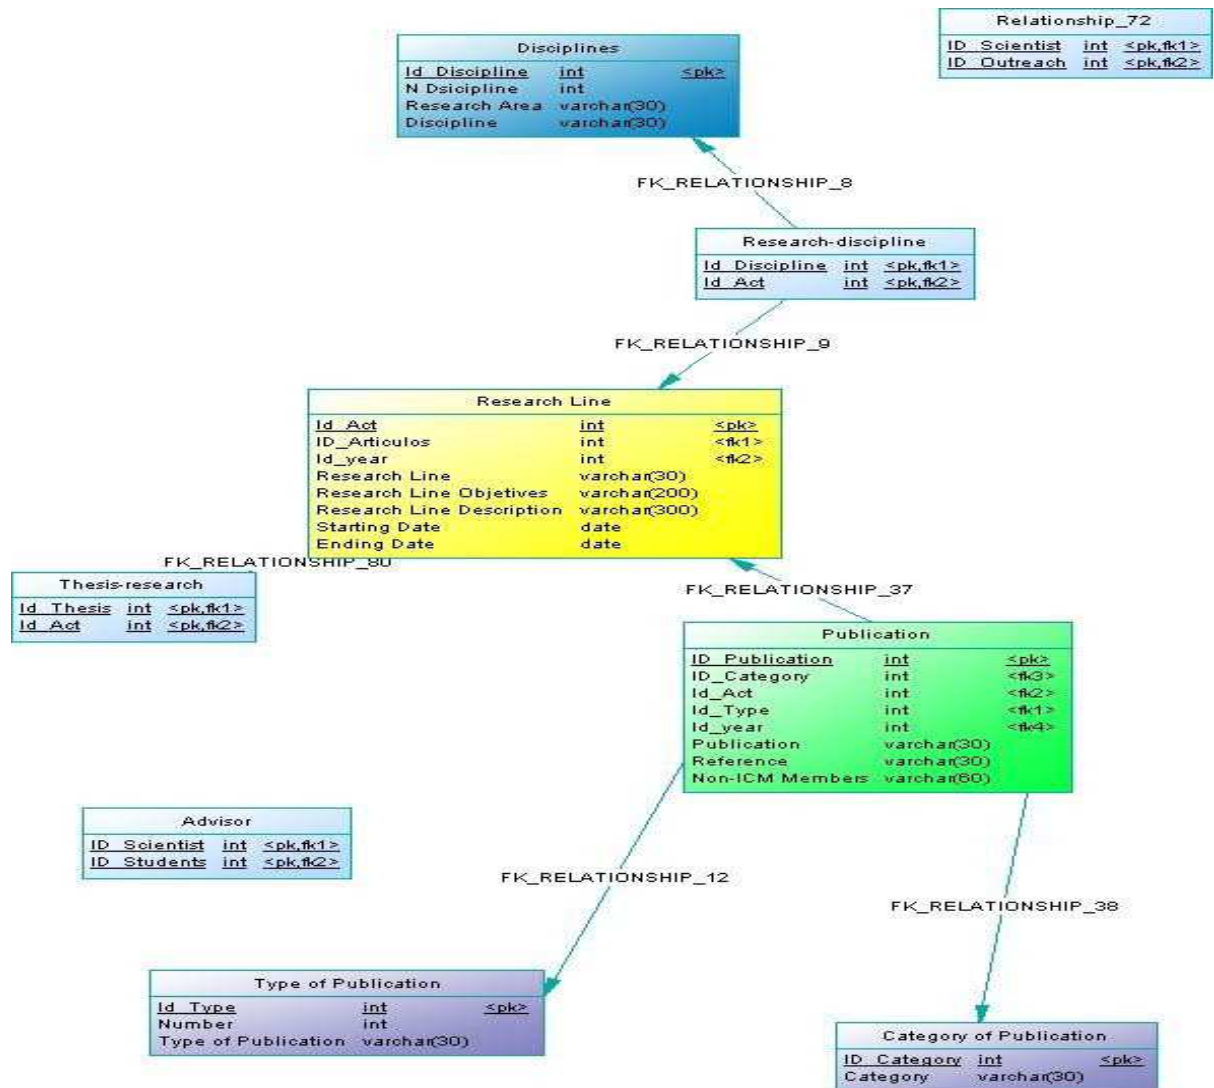 Relationship_72
ID_Scientist int <pk,fk1>
ID_Outreach int <pk,fk2>
Disciplines
Id_Discipline int <pk>
N Dsicipline int
Research Area varchar(30)
Discipline varchar(30)
FK_RELATIONSHIP_8
Research-discipline
Id_Discipline int <pk,fk1>
Id_Act int <pk,fk2>
FK_RELATIONSHIP_9
Research Line
Id_Act int <pk>
ID_Articulos int <fk1>
Id_year int <fk2>
Research Line varchar(30)
Research Line Objetives varchar(200)
Research Line Description varchar(300)
Starting Date date
Ending Date date
FK_RELATIONSHIP_80
Thesis-research
Id_Thesis int <pk,fk1>
Id_Act int <pk,fk2>
FK_RELATIONSHIP_37
Publication
ID_Publication int <pk>
ID_Category int <fk3>
Id_Act int <fk2>
Id_Type int <fk1>
Id_year int <fk4>
Publication varchar(30)
Reference varchar(30)
Non-ICM Members varchar(60)
Advisor
ID_Scientist int <pk,fk1>
ID_Students int <pk,fk2>
FK_RELATIONSHIP_12
FK_RELATIONSHIP_38
Type of Publication
Id_Type int <pk>
Number int
Type of Publication varchar(30)
Category of Publication
ID_Category int <pk>
Category varchar(30)